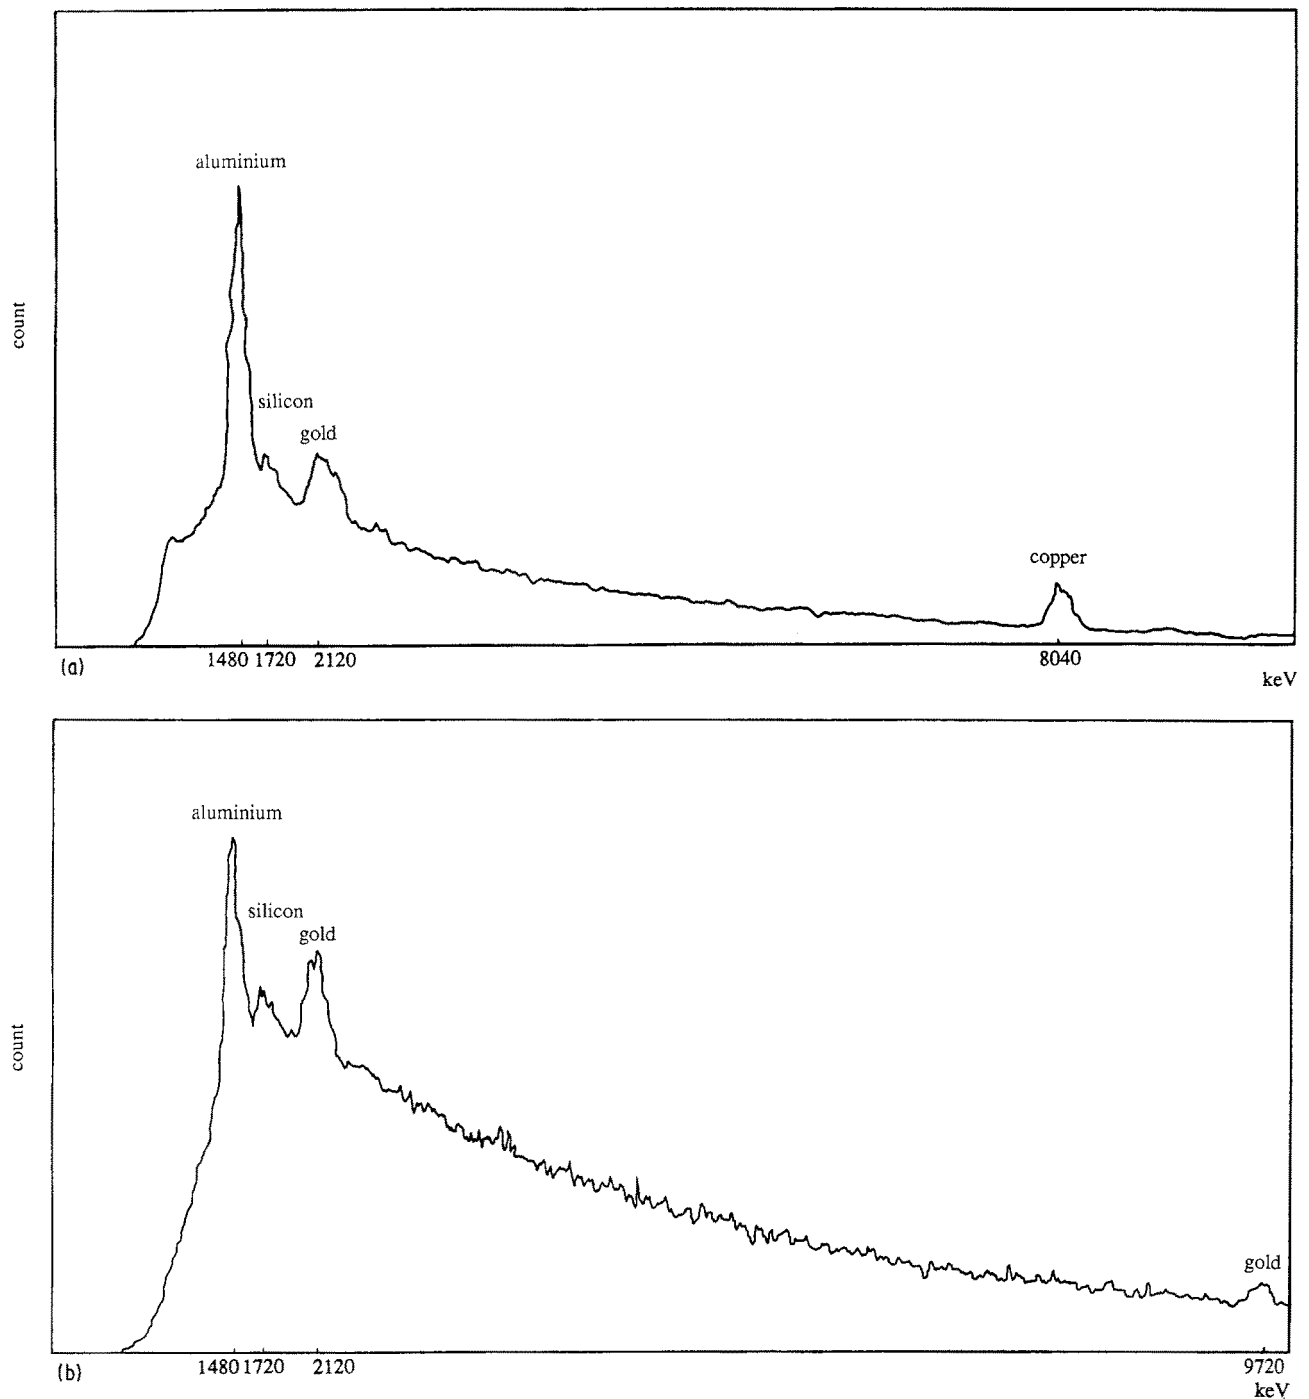 aluminium
silicon
gold
copper
count
1480 1720 2120 8040
(a)
keV
aluminium
silicon
gold
gold
count
1480 1720 2120 9720
(b)
keV